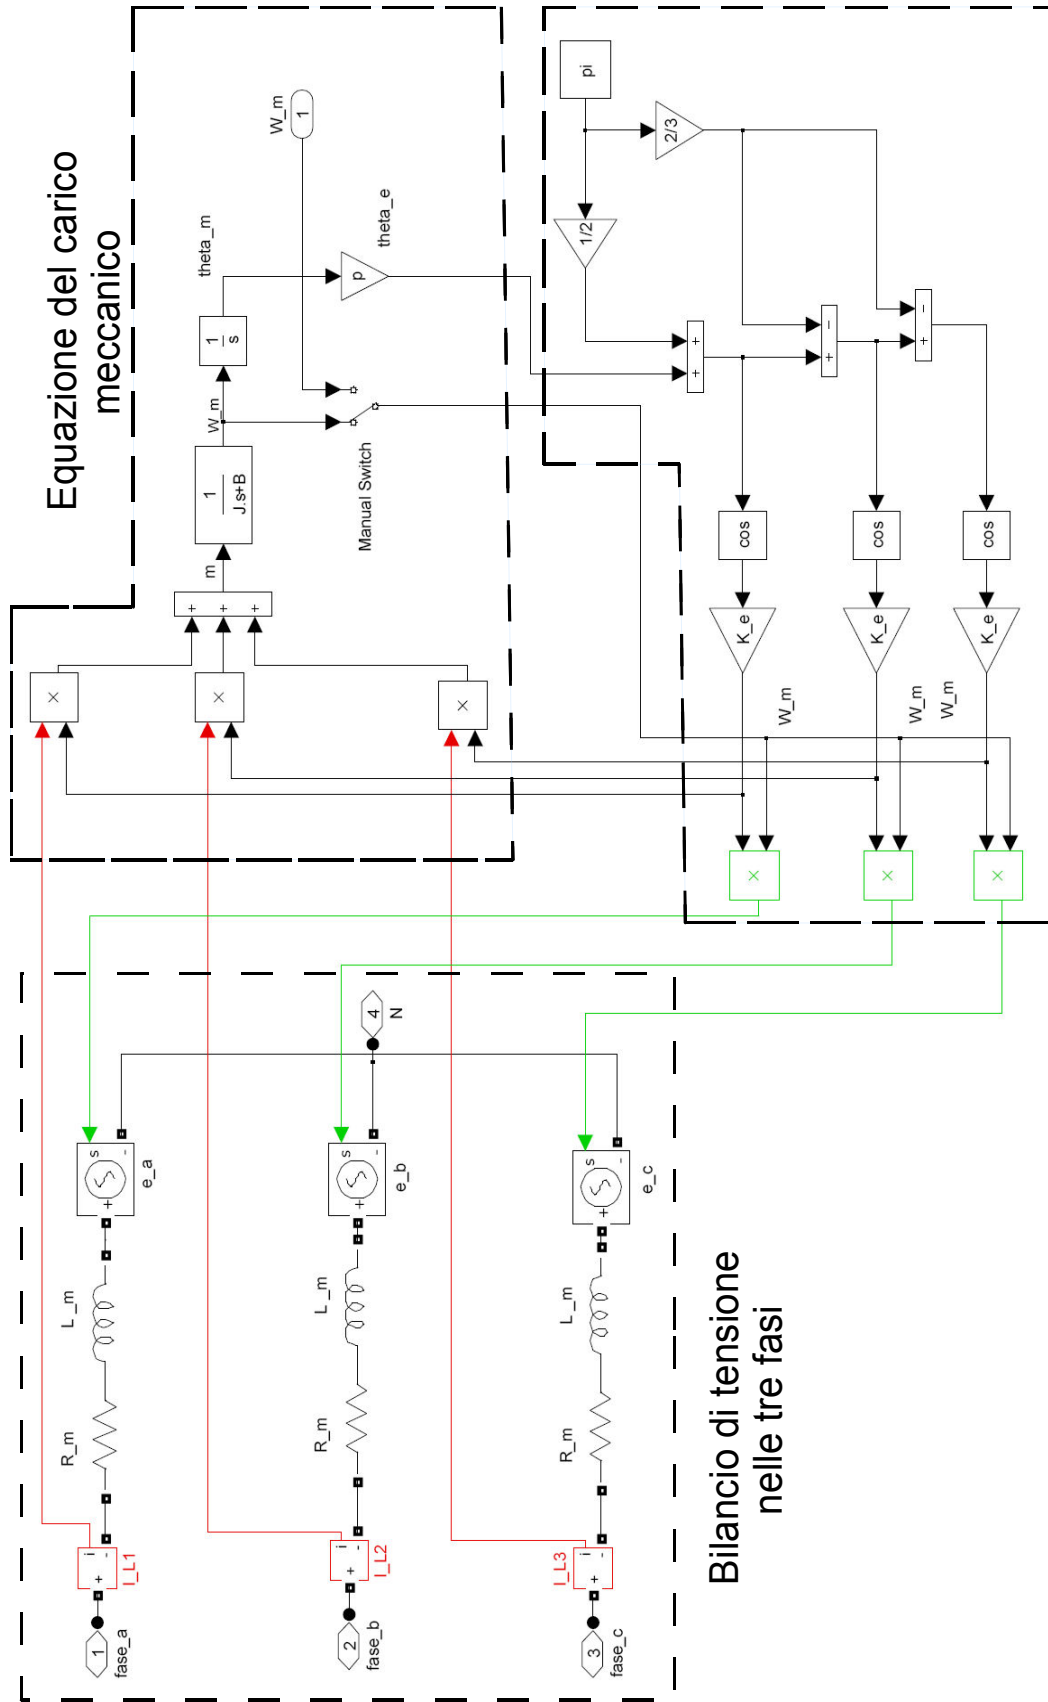 Equazione del carico
meccanico
×
×
×
+
+
+
m
1
J.s+B
W_m
1
s
theta_m
W_m
1
p
theta_e
Manual Switch
1
fase_a
+
i
-
I_L1
R_m
L_m
+
s
-
e_a
2
fase_b
+
i
-
I_L2
R_m
L_m
+
s
-
e_b
4
N
3
fase_c
+
i
-
I_L3
R_m
L_m
+
s
-
e_c
Bilancio di tensione
nelle tre fasi
pi
1/2
2/3
+
+
+
−
+
−
cos
cos
cos
K_e
K_e
K_e
W_m
W_m
W_m
×
×
×